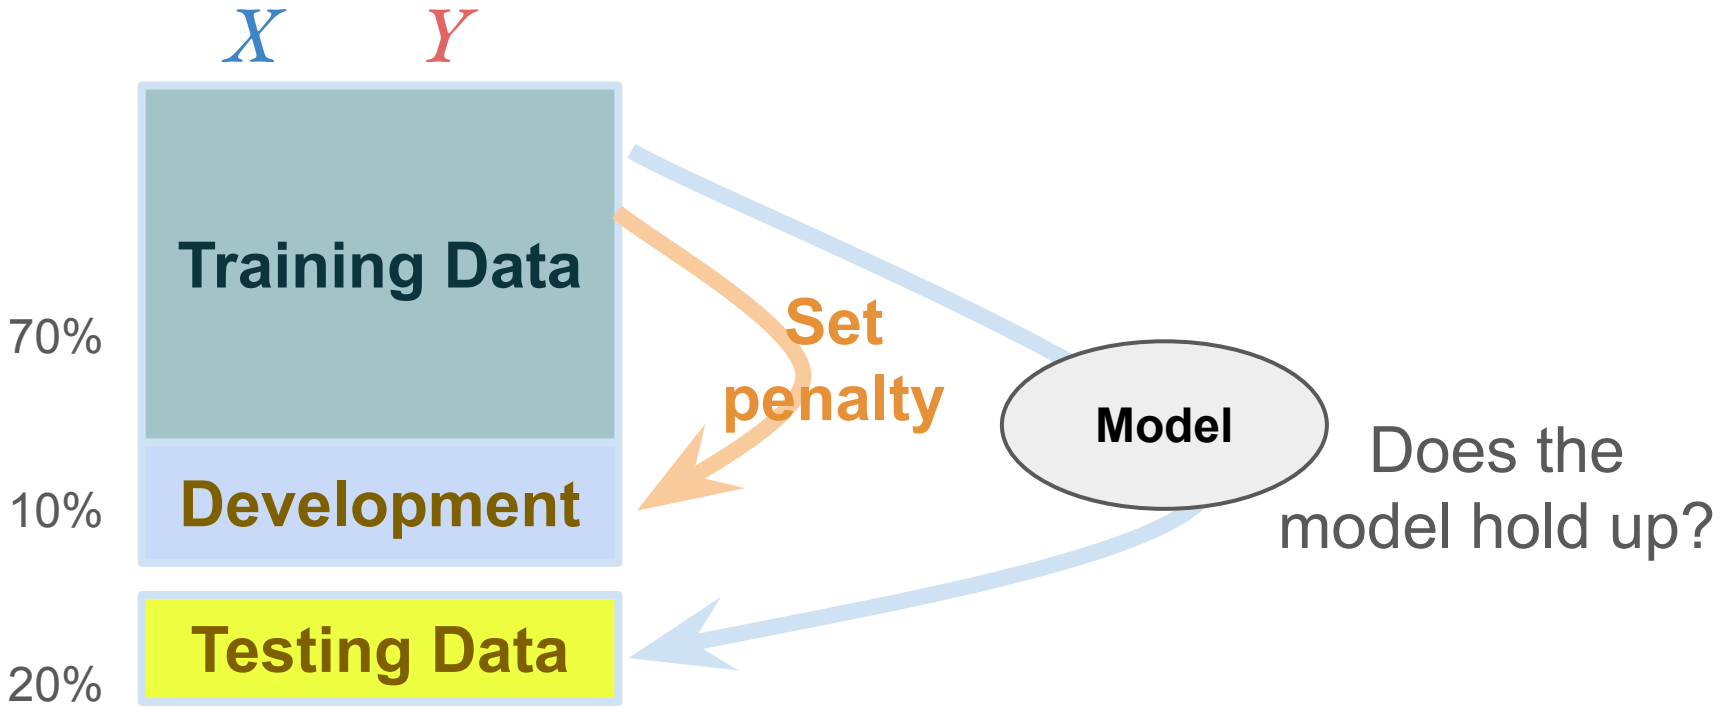 X Y
Training Data
70%
Set
penalty
Model
Does the
model hold up?
10%
Development
Testing Data
20%